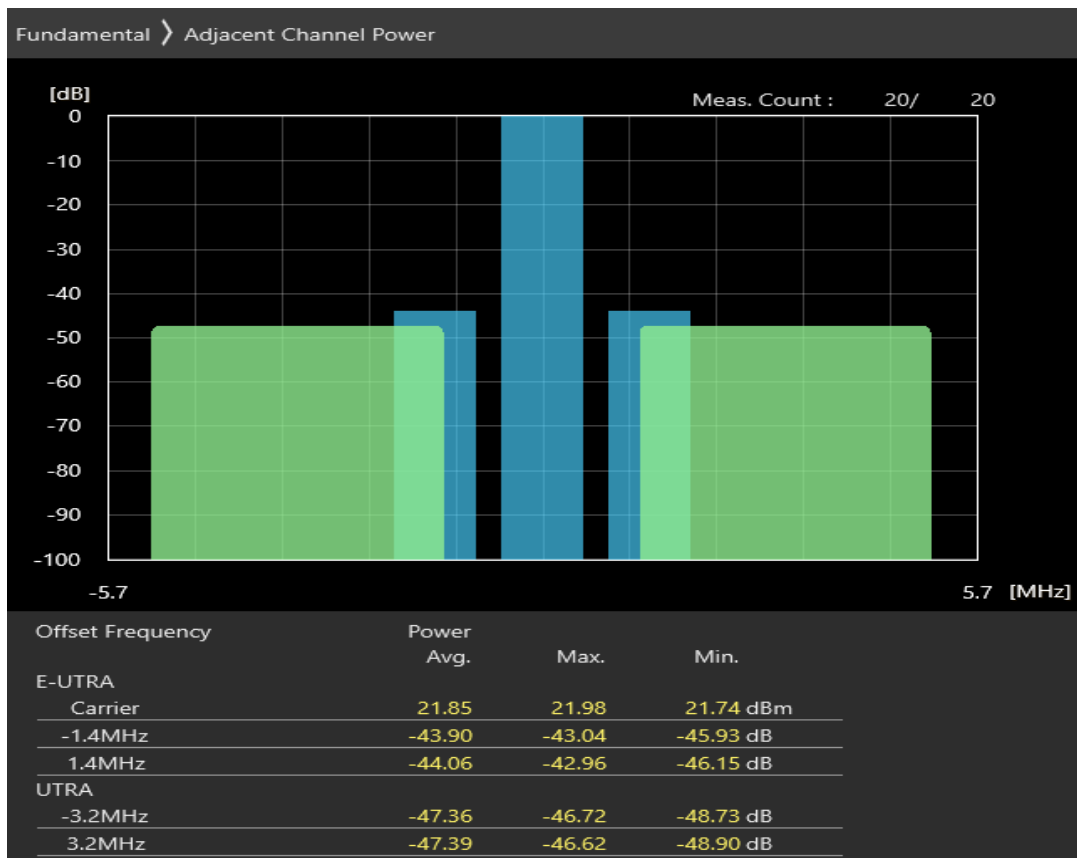 Fundamental 〉 Adjacent Channel Power
[dB]
Meas. Count : 20/ 20
0
-10
-20
-30
-40
-50
-60
-70
-80
-90
-100
-5.7 5.7 [MHz]
Offset Frequency Power
Avg. Max. Min.
E-UTRA
Carrier 21.85 21.98 21.74 dBm
-1.4MHz -43.90 -43.04 -45.93 dB
1.4MHz -44.06 -42.96 -46.15 dB
UTRA
-3.2MHz -47.36 -46.72 -48.73 dB
3.2MHz -47.39 -46.62 -48.90 dB